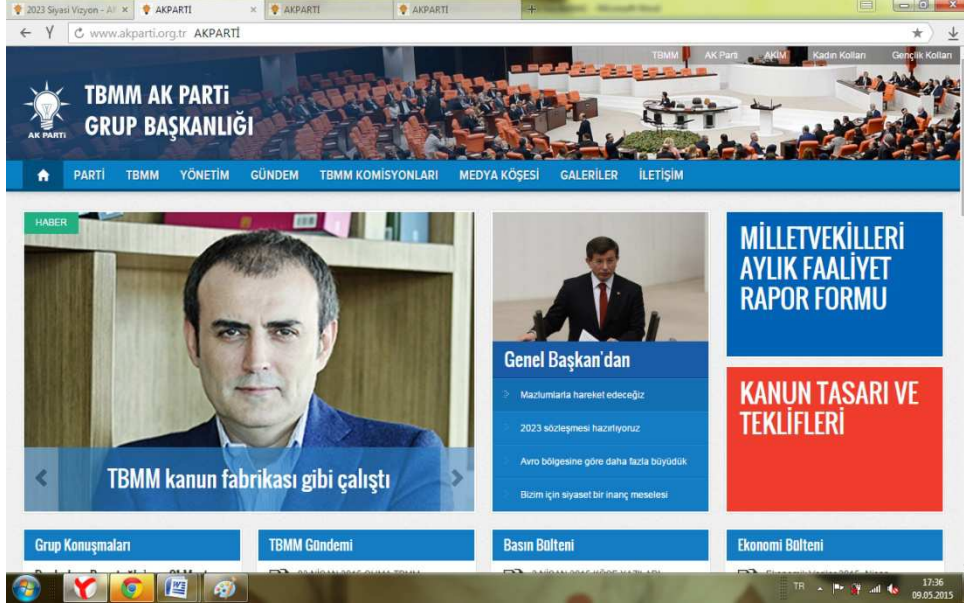 2023 Siyasi Vizyon - A
AKPARTİ
AKPARTİ
AKPARTİ
www.akparti.org.tr AKPARTİ
TBMM AK Parti AKİM Kadın Kolları Gençlik Kolları
AK PARTİ
TBMM AK PARTİ
GRUP BAŞKANLIĞI
PARTİ TBMM YÖNETİM GÜNDEM TBMM KOMİSYONLARI MEDYA KÖŞESİ GALERİLER İLETİŞİM
HABER
TBMM kanun fabrikası gibi çalıştı
Genel Başkan'dan
Mazlumlarla hareket edeceğiz
2023 sözleşmesi hazırlıyoruz
Avro bölgesine göre daha fazla büyüdük
Bizim için siyaset bir inanç meselesi
MİLLETVEKİLLERİ
AYLIK FAALİYET
RAPOR FORMU
KANUN TASARI VE
TEKLİFLERİ
Grup Konuşmaları
TBMM Gündemi
Basın Bülteni
Ekonomi Bülteni
TR
17:36
09.05.2015